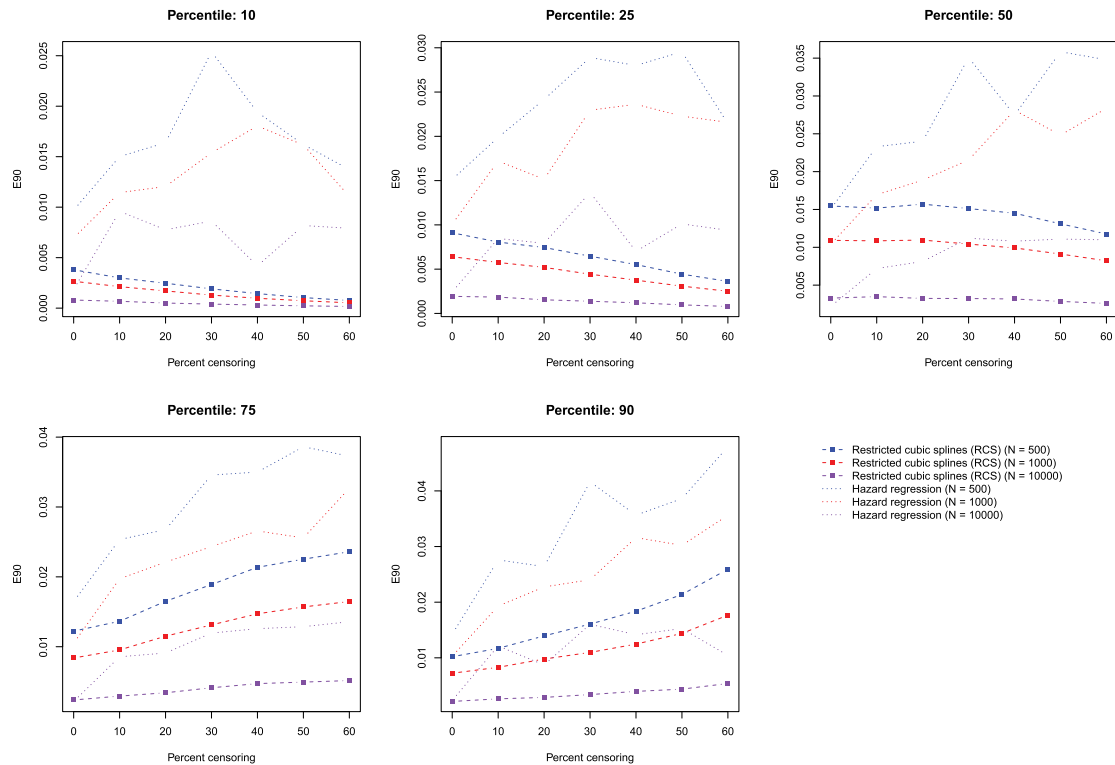 Percentile: 10
Percentile: 25
Percentile: 50
E90
0.000
0.005
0.010
0.015
0.020
0.025
0 10 20 30 40 50 60
Percent censoring
E90
0.000
0.005
0.010
0.015
0.020
0.025
0.030
0 10 20 30 40 50 60
Percent censoring
E90
0.005
0.010
0.015
0.020
0.025
0.030
0.035
0 10 20 30 40 50 60
Percent censoring
Percentile: 75
Percentile: 90
E90
0.01
0.02
0.03
0.04
0 10 20 30 40 50 60
Percent censoring
E90
0.01
0.02
0.03
0.04
0 10 20 30 40 50 60
Percent censoring
Restricted cubic splines (RCS) (N = 500)
Restricted cubic splines (RCS) (N = 1000)
Restricted cubic splines (RCS) (N = 10000)
Hazard regression (N = 500)
Hazard regression (N = 1000)
Hazard regression (N = 10000)